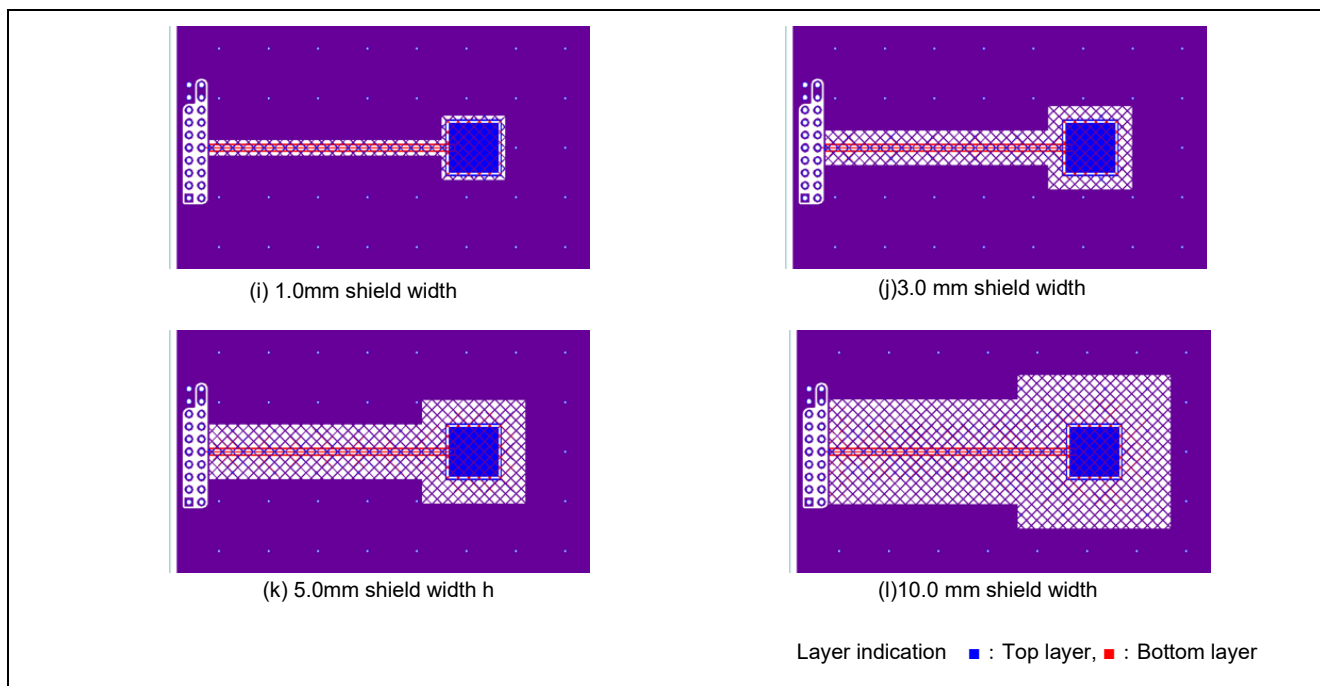 (i) 1.0mm shield width
(j)3.0 mm shield width
(k) 5.0mm shield width h
(l)10.0 mm shield width
Layer indication ■ : Top layer, ■ : Bottom layer